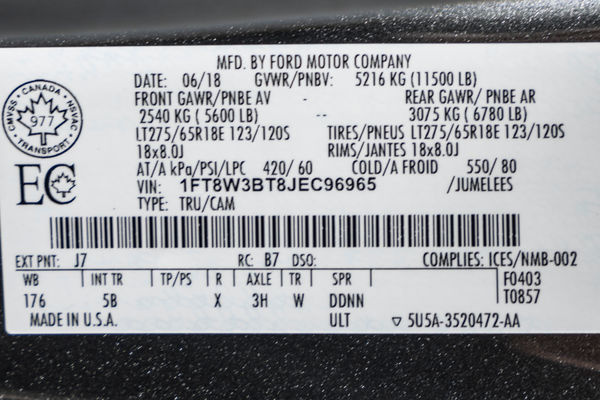 MFD. BY FORD MOTOR COMPANY
DATE: 06/18 GVWR/PNBV: 5216 KG (11500 LB)
FRONT GAWR/PNBE AV - REAR GAWR/ PNBE AR
2540 KG ( 5600 LB) -- 3075 KG ( 6780 LB)
LT275/65R18E 123/120S TIRES/PNEUS LT275/65R18E 123/120S
18x8.0J RIMS/JANTES 18x8.0J
AT/A kPa/PSI/LPC 420/ 60 COLD/A FROID 550/ 80
VIN: 1FT8W3BT8JEC96965 /JUMELEES
TYPE: TRU/CAM
CMVSS · CANADA · NSVAC
977
TRANSPORT
EC
EXT PNT: J7 RC: B7 DSO: COMPLIES: ICES/NMB-002
WB INT TR TP/PS R AXLE TR SPR F0403
176 5B X 3H W DDNN T0857
MADE IN U.S.A. ULT ▽ 5U5A-3520472-AA